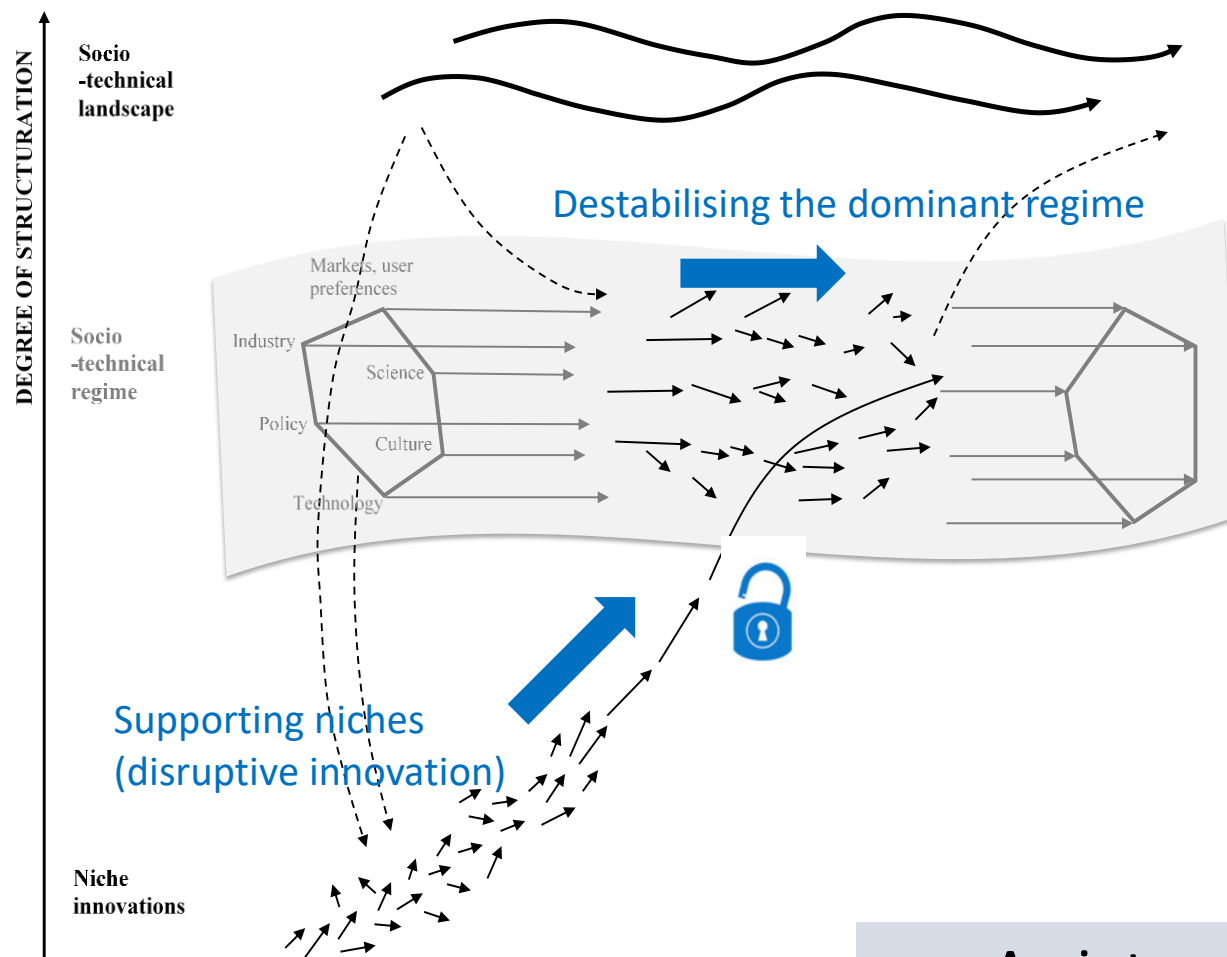 DEGREE OF STRUCTURATION
Socio
-technical
landscape
Destabilising the dominant regime
Markets, user
preferences
Socio
-technical
regime
Industry
Science
Policy
Culture
Technology
Supporting niches
(disruptive innovation)
Niche
innovations